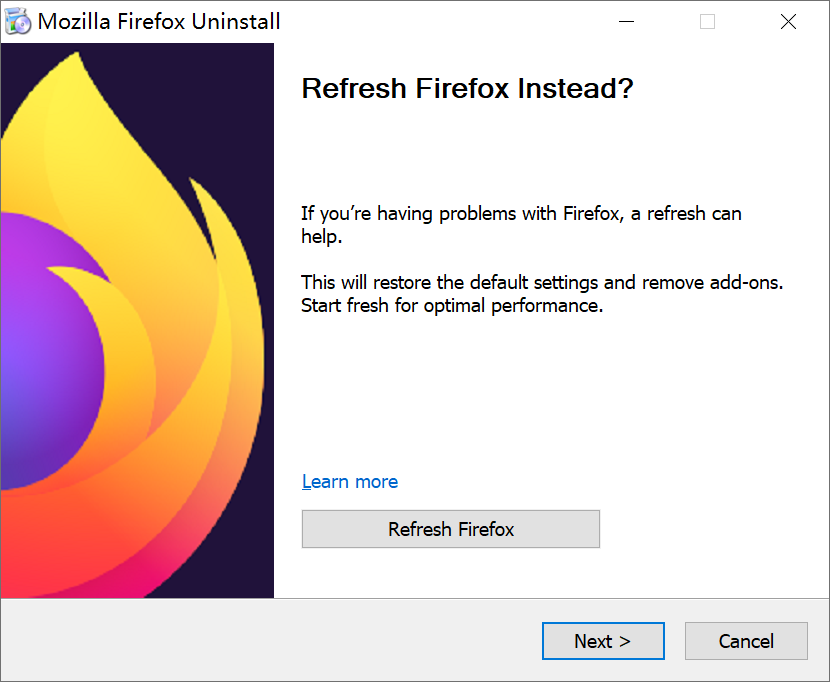 Mozilla Firefox Uninstall
Refresh Firefox Instead?
If you’re having problems with Firefox, a refresh can
help.
This will restore the default settings and remove add-ons.
Start fresh for optimal performance.
Learn more
Refresh Firefox
Next >
Cancel